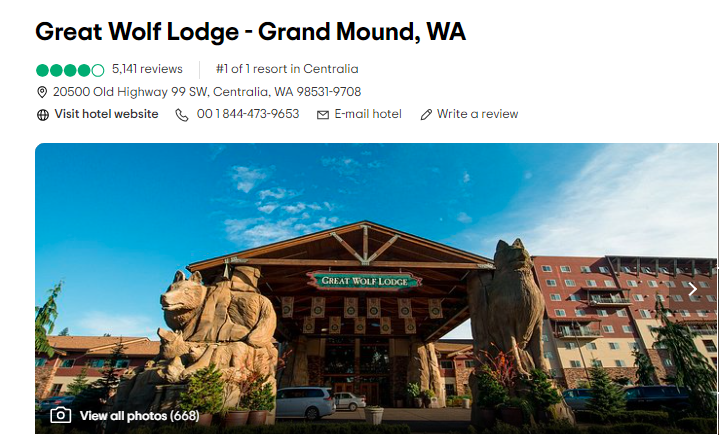 Great Wolf Lodge - Grand Mound, WA
5,141 reviews #1 of 1 resort in Centralia
20500 Old Highway 99 SW, Centralia, WA 98531-9708
Visit hotel website 00 1 844-473-9653 E-mail hotel Write a review
GREAT WOLF LODGE
View all photos (668)